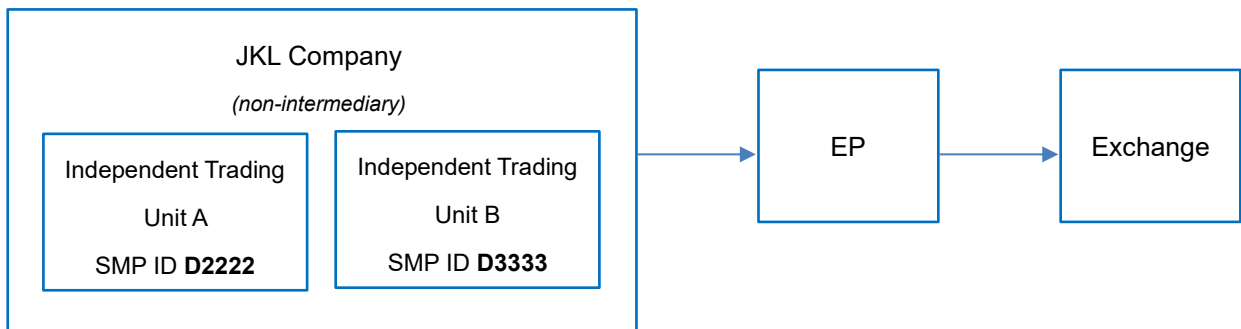 JKL Company
(non-intermediary)
Independent Trading
Unit A
SMP ID D2222
Independent Trading
Unit B
SMP ID D3333
EP
Exchange